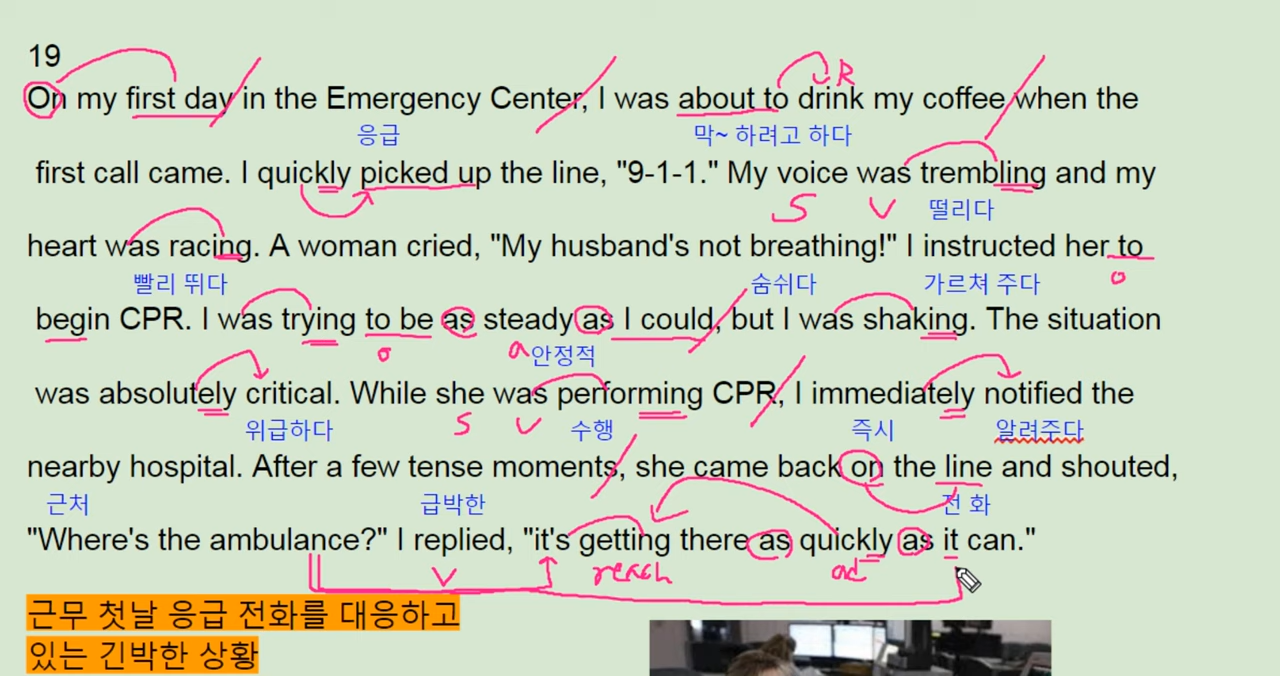 19
On my first day in the Emergency Center, I was about to drink my coffee when the
R
응급 막~ 하려고 하다
first call came. I quickly picked up the line, "9-1-1." My voice was trembling and my
S V 떨리다
heart was racing. A woman cried, "My husband's not breathing!" I instructed her to
빨리 뛰다 숨쉬다 가르쳐 주다 o
begin CPR. I was trying to be as steady as I could, but I was shaking. The situation
o a 안정적
was absolutely critical. While she was performing CPR, I immediately notified the
위급하다 S V 수행 즉시 알려주다
nearby hospital. After a few tense moments, she came back on the line and shouted,
근처 급박한 전 화
"Where's the ambulance?" I replied, "it's getting there as quickly as it can."
V reach ad
근무 첫날 응급 전화를 대응하고
있는 긴박한 상황